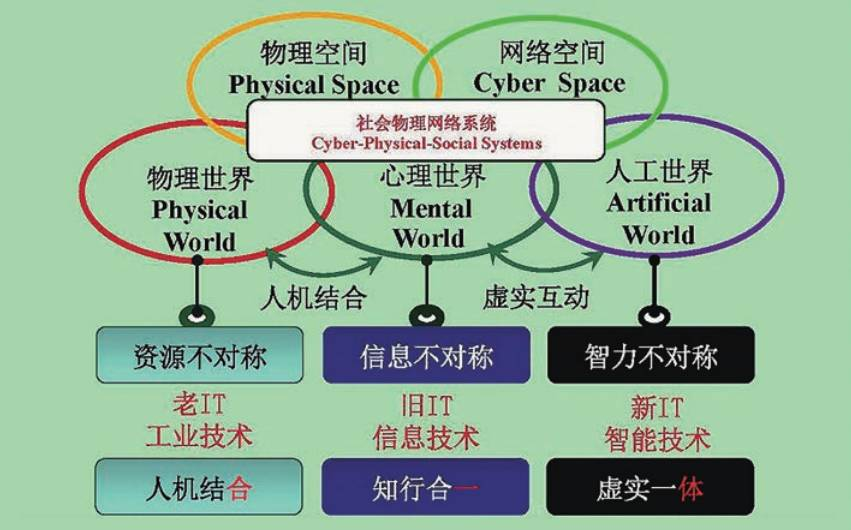 物理空间
Physical Space
网络空间
Cyber Space
社会物理网络系统
Cyber-Physical-Social Systems
物理世界
Physical
World
心理世界
Mental
World
人工世界
Artificial
World
人机结合
虚实互动
资源不对称
信息不对称
智力不对称
老IT
工业技术
旧IT
信息技术
新IT
智能技术
人机结合
知行合一
虚实一体